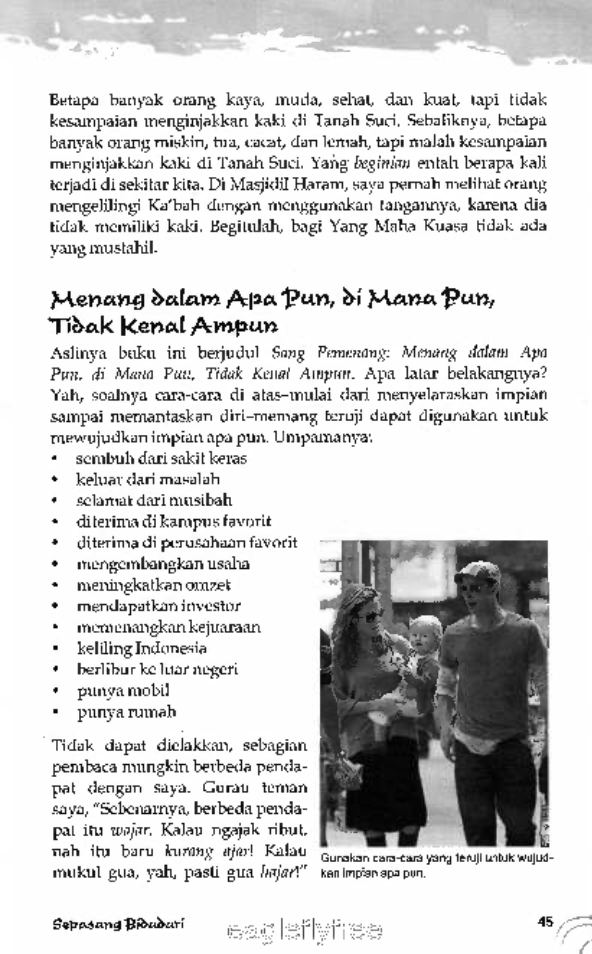 Betapa banyak orang kaya, muda, sehat, dan kuat, tapi tidak
kesampaian menginjakkan kaki di Tanah Suci. Sebaliknya, betapa
banyak orang miskin, tua, cacat, dan lemah, tapi malah kesampaian
menginjakkan kaki di Tanah Suci. Yang beginian entah berapa kali
terjadi di sekitar kita. Di Masjidil Haram, saya pernah melihat orang
mengelilingi Ka'bah dengan menggunakan tangannya, karena dia
tidak memiliki kaki. Begitulah, bagi Yang Maha Kuasa tidak ada
yang mustahil.
Menang dalam Apa Pun, di Mana Pun,
Tidak Kenal Ampun
Aslinya buku ini berjudul Sang Pemenang: Menang dalam Apa
Pun, di Mana Pun, Tidak Kenal Ampun. Apa latar belakangnya?
Yah, soalnya cara-cara di atas–mulai dari menyelaraskan impian
sampai memantaskan diri–memang teruji dapat digunakan untuk
mewujudkan impian apa pun. Umpamanya:
• sembuh dari sakit keras
• keluar dari masalah
• selamat dari musibah
• diterima di kampus favorit
• diterima di perusahaan favorit
• mengembangkan usaha
• meningkatkan omzet
• mendapatkan investor
• memenangkan kejuaraan
• keliling Indonesia
• berlibur ke luar negeri
• punya mobil
• punya rumah
Tidak dapat dielakkan, sebagian
pembaca mungkin berbeda penda-
pat dengan saya. Gurau teman
saya, "Sebenarnya, berbeda penda-
pat itu wajar. Kalau ngajak ribut,
nah itu baru kurang ajar! Kalau
mukul gua, yah, pasti gua hajar!"
Gunakan cara-cara yang teruji untuk wujud-
kan impian apa pun.
Sepasang Bidadari
45
eagleflyfree